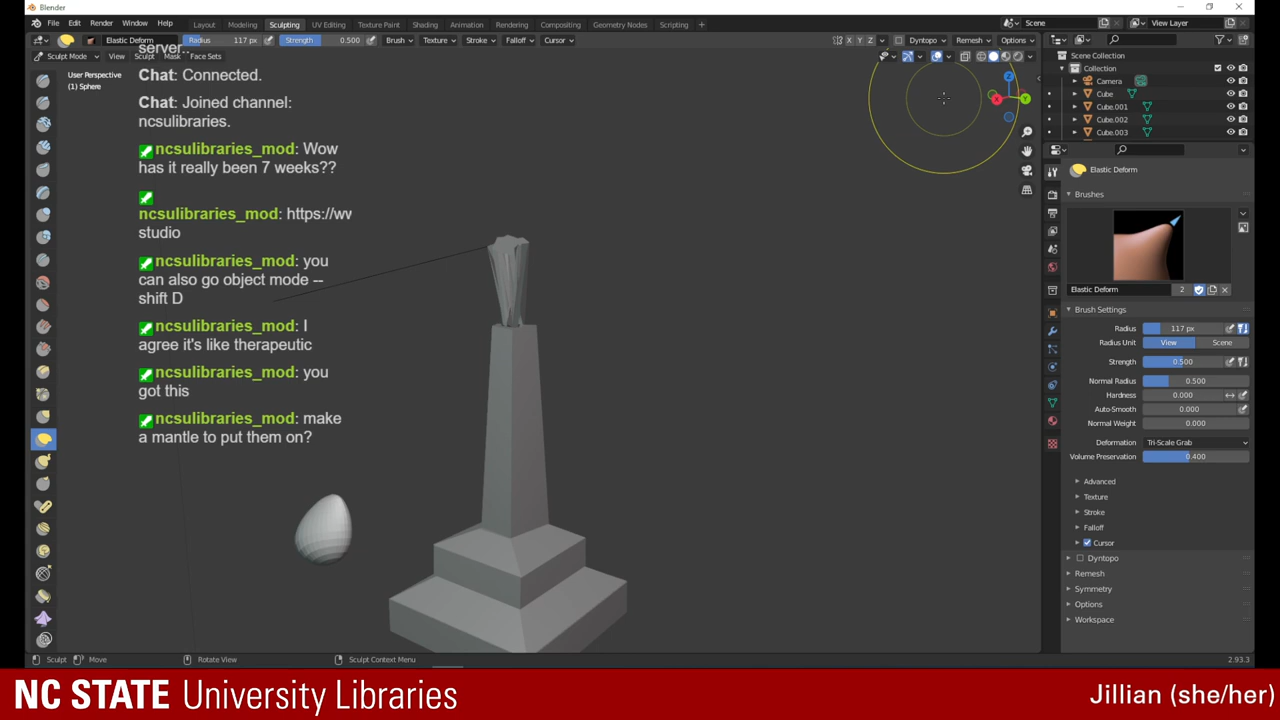 Blender
File Edit Render Window Help Layout Modeling Sculpting UV Editing Texture Paint Shading Animation Rendering Compositing Geometry Nodes Scripting + Scene View Layer
Elastic Deform Radius 117 px Strength 0.500 Brush Texture Stroke Falloff Cursor X Y Z Dyntopo Remesh Options
server..
Sculpt Mode View Sculpt Mask Face Sets
User Perspective
(1) Sphere
Chat: Connected.
Chat: Joined channel:
ncsulibraries.
ncsulibraries_mod: Wow
has it really been 7 weeks??
ncsulibraries_mod: https://ww
studio
ncsulibraries_mod: you
can also go object mode --
shift D
ncsulibraries_mod: I
agree it's like therapeutic
ncsulibraries_mod: you
got this
ncsulibraries_mod: make
a mantle to put them on?
Z
X
Y
Scene Collection
Collection
Camera
Cube
Cube.001
Cube.002
Cube.003
Elastic Deform
Brushes
Elastic Deform 2
Brush Settings
Radius 117 px
Radius Unit View Scene
Strength 0.500
Normal Radius 0.500
Hardness 0.000
Auto-Smooth 0.000
Normal Weight 0.000
Deformation Tri-Scale Grab
Volume Preservation 0.400
Advanced
Texture
Stroke
Falloff
Cursor
Dyntopo
Remesh
Symmetry
Options
Workspace
Sculpt Move Rotate View Sculpt Context Menu 2.93.3
NC STATE University Libraries
Jillian (she/her)